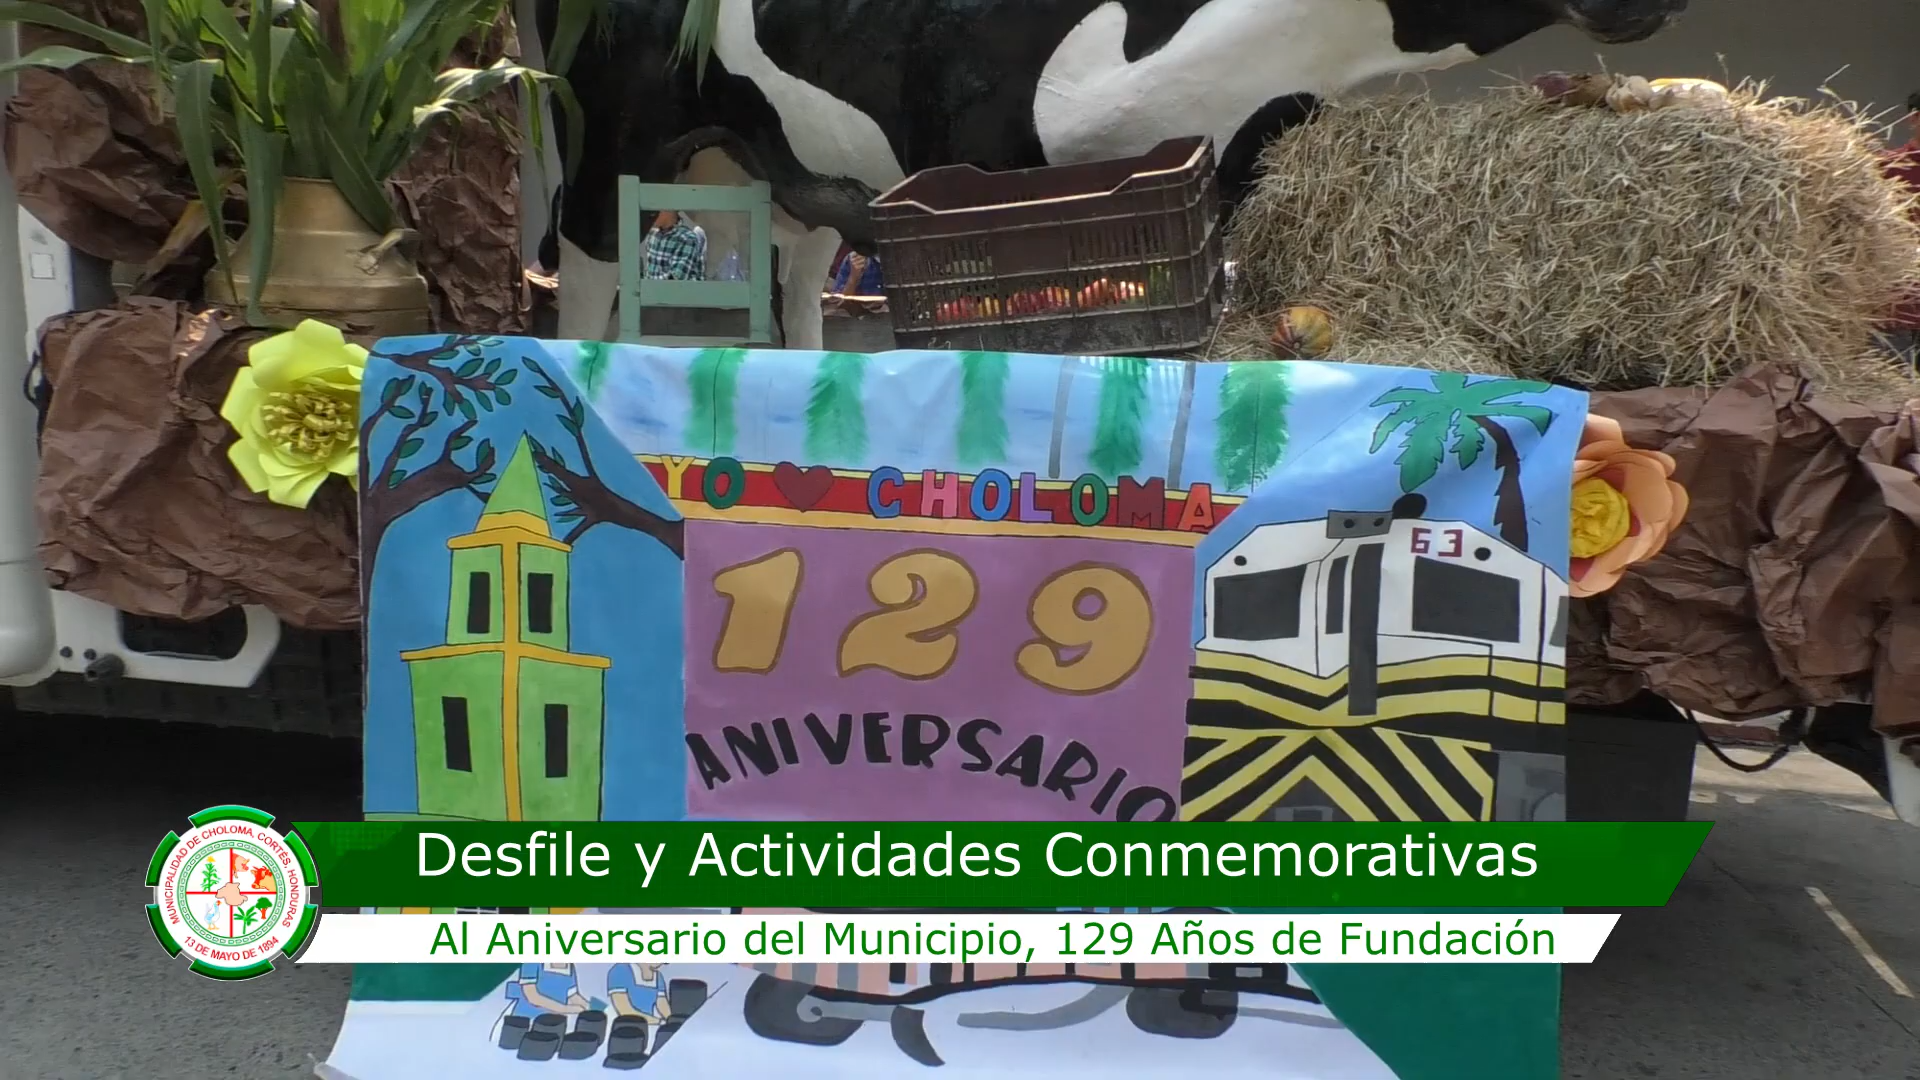 YO ♥ CHOLOMA
63
129
ANIVERSARIO
Desfile y Actividades Conmemorativas
Al Aniversario del Municipio, 129 Años de Fundación
MUNICIPALIDAD DE CHOLOMA, CORTÉS, HONDURAS
13 DE MAYO DE 1894